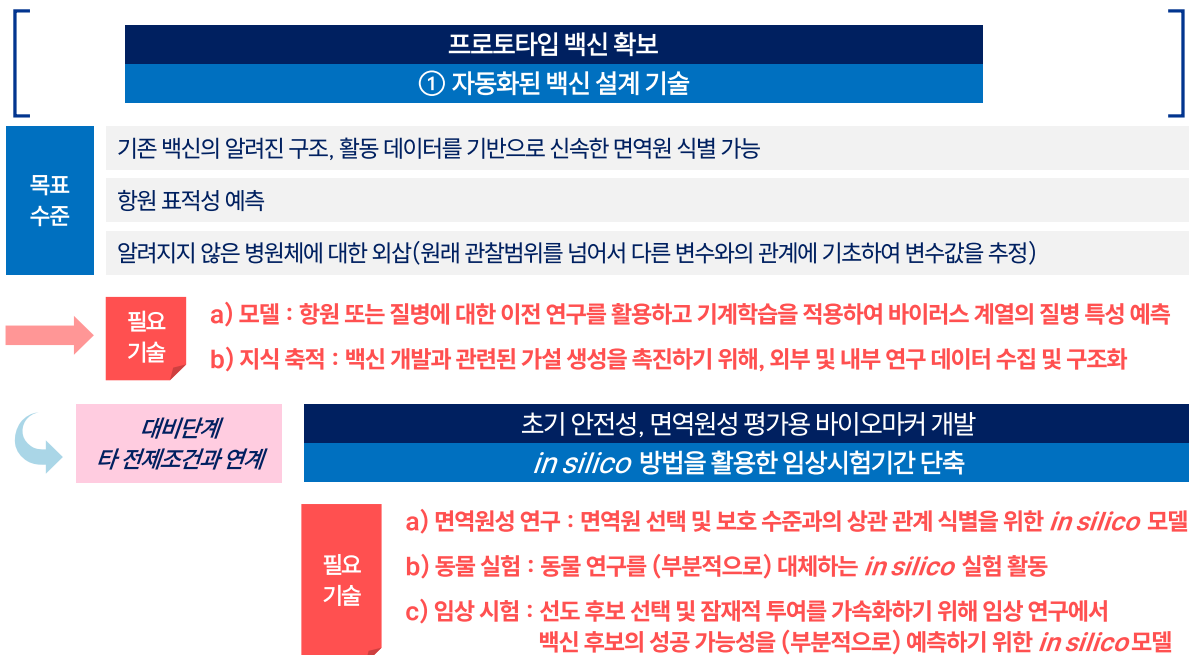 프로토타입 백신 확보
① 자동화된 백신 설계 기술
목표
수준
기존 백신의 알려진 구조, 활동 데이터를 기반으로 신속한 면역원 식별 가능
항원 표적성 예측
알려지지 않은 병원체에 대한 외삽(원래 관찰범위를 넘어서 다른 변수와의 관계에 기초하여 변수값을 추정)
필요
기술
a) 모델 : 항원 또는 질병에 대한 이전 연구를 활용하고 기계학습을 적용하여 바이러스 계열의 질병 특성 예측
b) 지식 축적 : 백신 개발과 관련된 가설 생성을 촉진하기 위해, 외부 및 내부 연구 데이터 수집 및 구조화
대비단계
타 전제조건과 연계
초기 안전성, 면역원성 평가용 바이오마커 개발
in silico 방법을 활용한 임상시험기간 단축
필요
기술
a) 면역원성 연구 : 면역원 선택 및 보호 수준과의 상관 관계 식별을 위한 in silico 모델
b) 동물 실험 : 동물 연구를 (부분적으로) 대체하는 in silico 실험 활동
c) 임상 시험 : 선도 후보 선택 및 잠재적 투여를 가속화하기 위해 임상 연구에서
백신 후보의 성공 가능성을 (부분적으로) 예측하기 위한 in silico모델